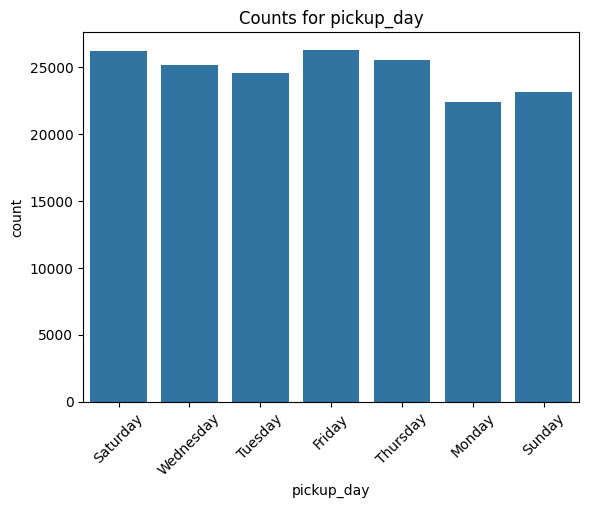 Counts for pickup_day
count
25000
20000
15000
10000
5000
0
Saturday
Wednesday
Tuesday
Friday
Thursday
Monday
Sunday
pickup_day